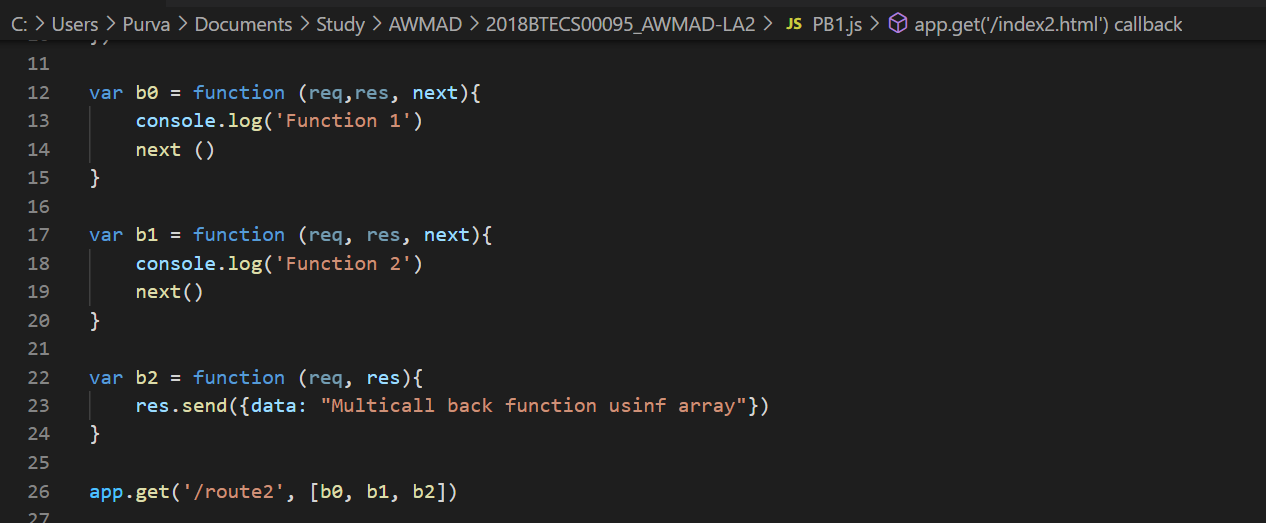 C: > Users > Purva > Documents > Study > AWMAD > 2018BTECS00095_AWMAD-LA2 > JS PB1.js > app.get('/index2.html') callback
11
12 var b0 = function (req,res, next){
13 console.log('Function 1')
14 next ()
15 }
16
17 var b1 = function (req, res, next){
18 console.log('Function 2')
19 next()
20 }
21
22 var b2 = function (req, res){
23 res.send({data: "Multicall back function usinf array"})
24 }
25
26 app.get('/route2', [b0, b1, b2])
27